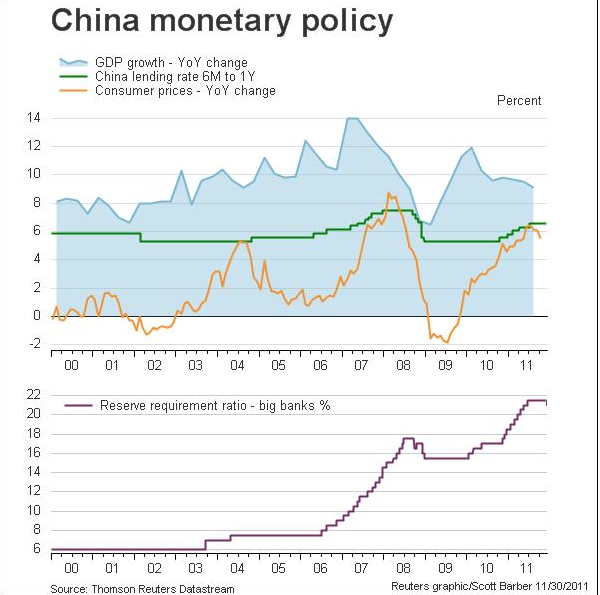 China monetary policy
GDP growth - YoY change
China lending rate 6M to 1Y
Consumer prices - YoY change
Percent
14
12
10
8
6
4
2
0
-2
00 01 02 03 04 05 06 07 08 09 10 11
22
20
18
16
14
12
10
8
6
Reserve requirement ratio - big banks %
00 01 02 03 04 05 06 07 08 09 10 11
Source: Thomson Reuters Datastream
Reuters graphic/Scott Barber 11/30/2011